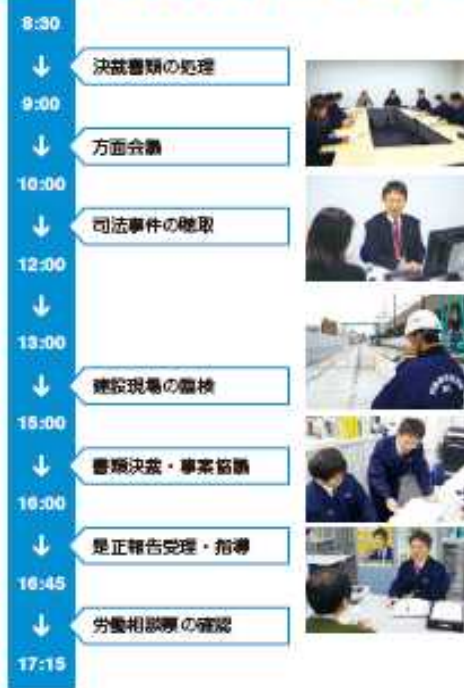 8:30
↓ 決裁書類の処理
9:00
↓ 方面会議
10:00
↓ 司法事件の聴取
12:00
↓
13:00
↓ 建設現場の臨検
15:00
↓ 書類決裁・事案協議
16:00
↓ 是正報告受理・指導
16:45
↓ 労働相談票の確認
17:15